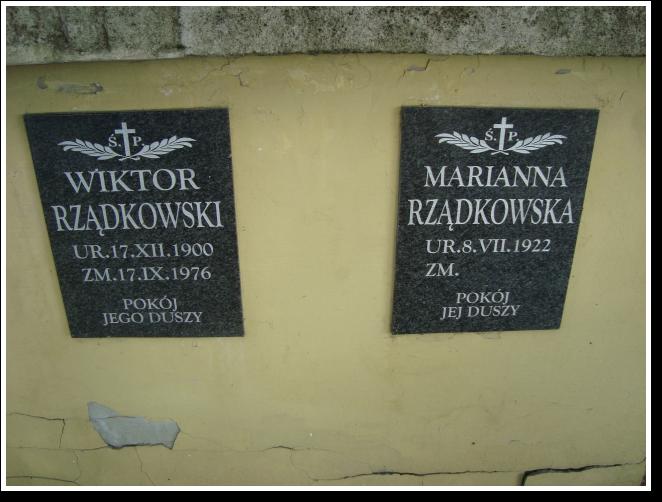 Ś. P.
WIKTOR
RZĄDKOWSKI
UR.17.XII.1900
ZM.17.IX.1976
POKÓJ
JEGO DUSZY
Ś. P.
MARIANNA
RZĄDKOWSKA
UR.8.VII.1922
ZM.
POKÓJ
JEJ DUSZY